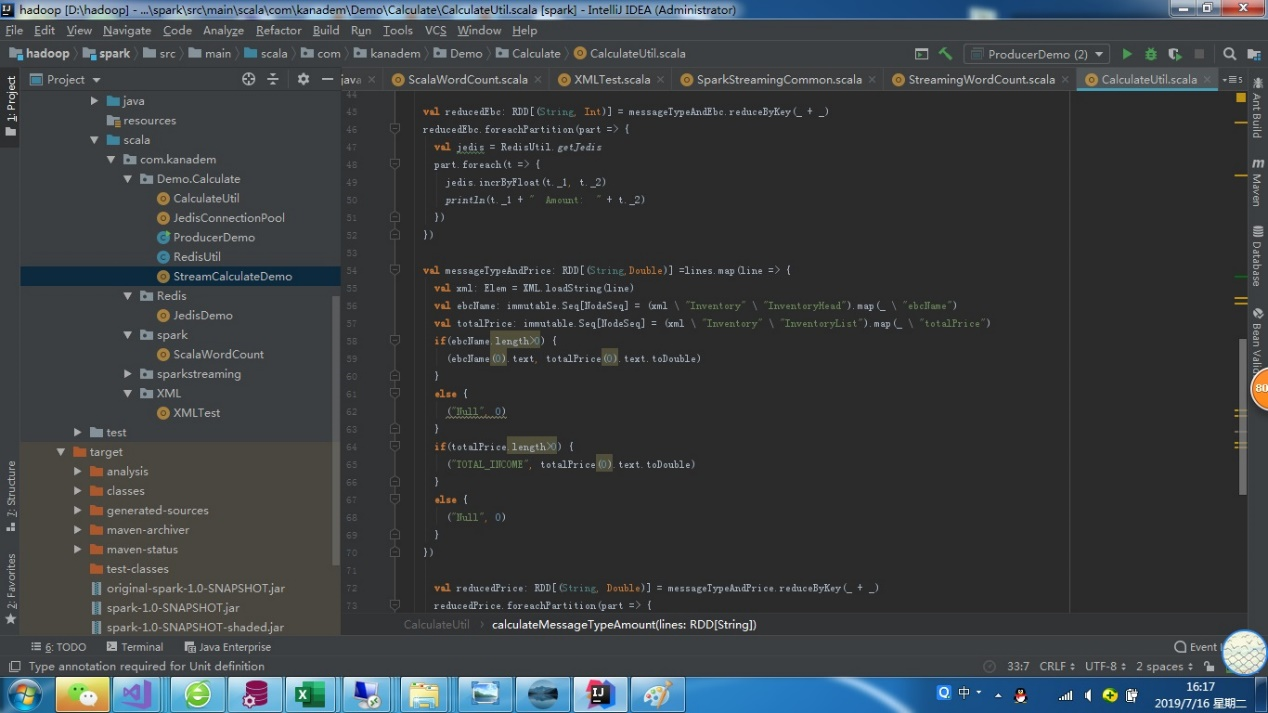 hadoop [D:\hadoop] - ...\spark\src\main\scala\com\kanadem\Demo\Calculate\CalculateUtil.scala [spark] - IntelliJ IDEA (Administrator)
File Edit View Navigate Code Analyze Refactor Build Run Tools VCS Window Help
hadoop spark src main scala com kanadem Demo Calculate CalculateUtil.scala
ProducerDemo (2)
Project
java ScalaWordCount.scala XMLTest.scala SparkStreamingCommon.scala StreamingWordCount.scala CalculateUtil.scala
1: Project
7: Structure
2: Favorites
java
resources
scala
com.kanadem
Demo.Calculate
CalculateUtil
JedisConnectionPool
ProducerDemo
RedisUtil
StreamCalculateDemo
Redis
JedisDemo
spark
ScalaWordCount
sparkstreaming
XML
XMLTest
test
target
analysis
classes
generated-sources
maven-archiver
maven-status
test-classes
original-spark-1.0-SNAPSHOT.jar
spark-1.0-SNAPSHOT.jar
spark-1.0-SNAPSHOT-shaded.jar
44
45 val reducedEbc: RDD[(String, Int)] = messageTypeAndEbc.reduceByKey(_ + _)
46 reducedEbc.foreachPartition(part => {
47 val jedis = RedisUtil.getJedis
48 part.foreach(t => {
49 jedis.incrByFloat(t._1, t._2)
50 println(t._1 + " Amount: " + t._2)
51 })
52 })
53
54 val messageTypeAndPrice: RDD[(String,Double)] =lines.map(line => {
55 val xml: Elem = XML.loadString(line)
56 val ebcName: immutable.Seq[NodeSeq] = (xml \ "Inventory" \ "InventoryHead").map(_ \ "ebcName")
57 val totalPrice: immutable.Seq[NodeSeq] = (xml \ "Inventory" \ "InventoryList").map(_ \ "totalPrice")
58 if(ebcName.length>0) {
59 (ebcName(0).text, totalPrice(0).text.toDouble)
60 }
61 else {
62 ("Null", 0)
63 }
64 if(totalPrice.length>0) {
65 ("TOTAL_INCOME", totalPrice(0).text.toDouble)
66 }
67 else {
68 ("Null", 0)
69 }
70 })
71
72 val reducedPrice: RDD[(String, Double)] = messageTypeAndPrice.reduceByKey(_ + _)
73 reducedPrice.foreachPartition(part => {
CalculateUtil calculateMessageTypeAmount(lines: RDD[String])
Ant Build
Maven
Database
80
6: TODO Terminal Java Enterprise Event
Type annotation required for Unit definition 33:7 CRLF UTF-8 2 spaces
中
16:17
2019/7/16 星期二